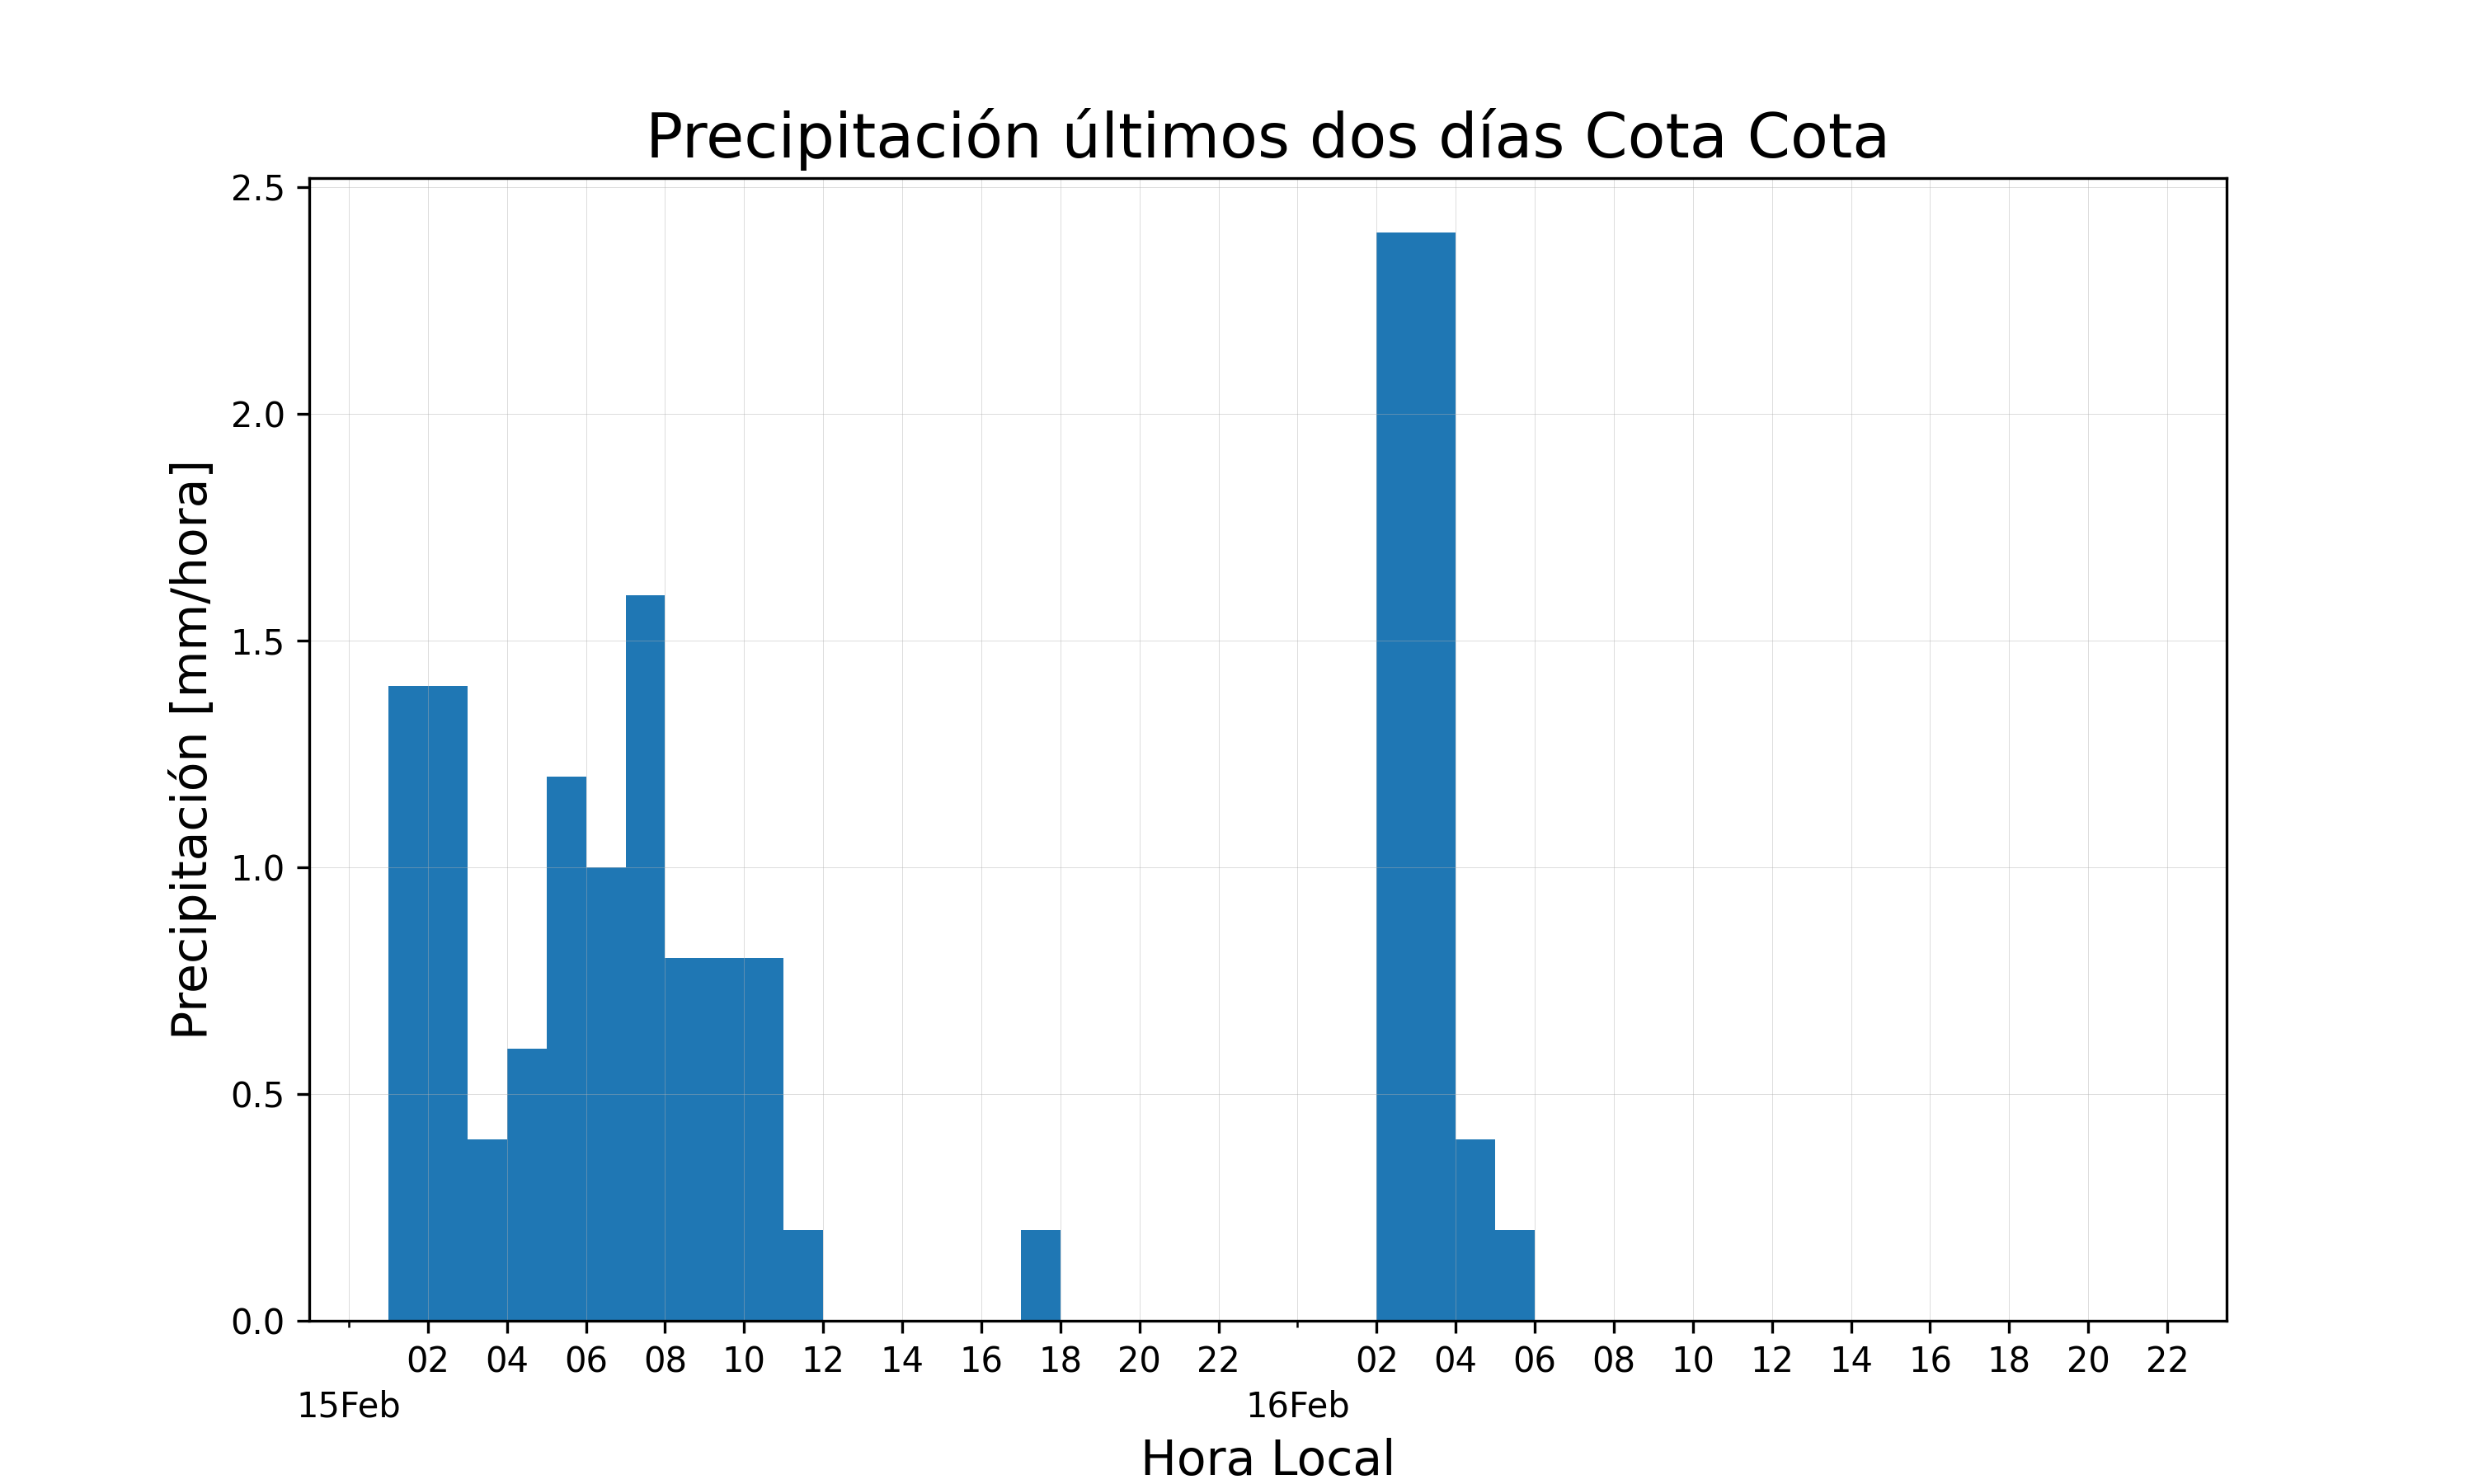 Precipitación últimos dos días Cota Cota
Precipitación [mm/hora]
2.5
2.0
1.5
1.0
0.5
0.0
02 04 06 08 10 12 14 16 18 20 22 02 04 06 08 10 12 14 16 18 20 22
15Feb 16Feb
Hora Local